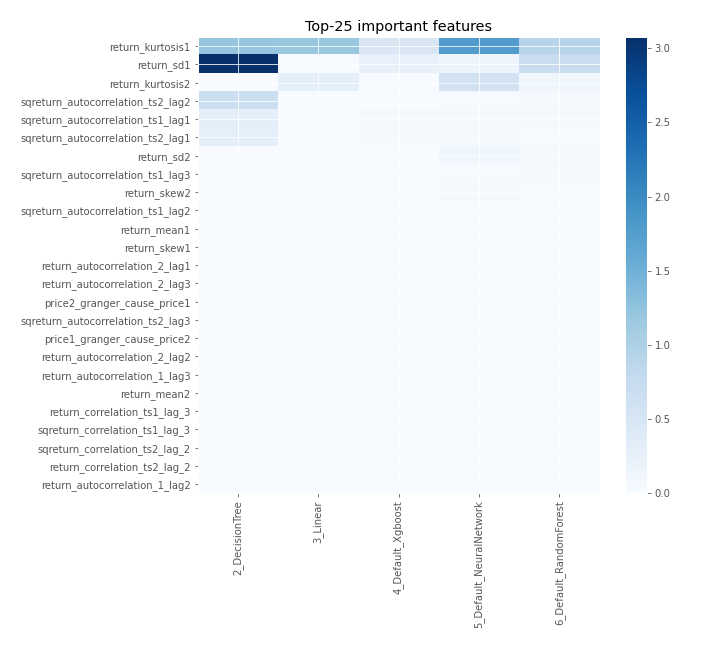 Top-25 important features
return_kurtosis1
return_sd1
return_kurtosis2
sqreturn_autocorrelation_ts2_lag2
sqreturn_autocorrelation_ts1_lag1
sqreturn_autocorrelation_ts2_lag1
return_sd2
sqreturn_autocorrelation_ts1_lag3
return_skew2
sqreturn_autocorrelation_ts1_lag2
return_mean1
return_skew1
return_autocorrelation_2_lag1
return_autocorrelation_2_lag3
price2_granger_cause_price1
sqreturn_autocorrelation_ts2_lag3
price1_granger_cause_price2
return_autocorrelation_2_lag2
return_autocorrelation_1_lag3
return_mean2
return_correlation_ts1_lag_3
sqreturn_correlation_ts1_lag_3
sqreturn_correlation_ts2_lag_2
return_correlation_ts2_lag_2
return_autocorrelation_1_lag2
2_DecisionTree
3_Linear
4_Default_Xgboost
5_Default_NeuralNetwork
6_Default_RandomForest
3.0
2.5
2.0
1.5
1.0
0.5
0.0